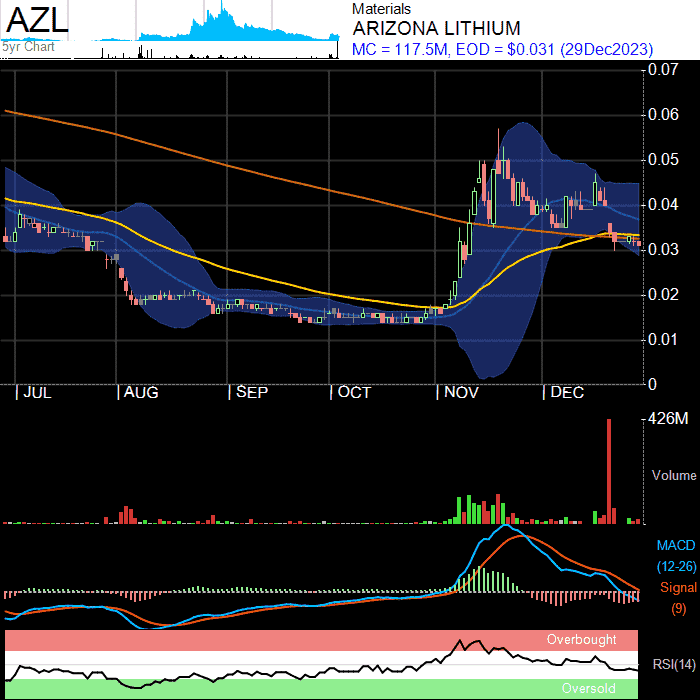 AZL
5yr Chart
Materials
ARIZONA LITHIUM
MC = 117.5M, EOD = $0.031 (29Dec2023)
0.07
0.06
0.05
0.04
0.03
0.02
0.01
0
JUL AUG SEP OCT NOV DEC
426M
Volume
MACD
(12-26)
Signal
(9)
Overbought
RSI(14)
Oversold